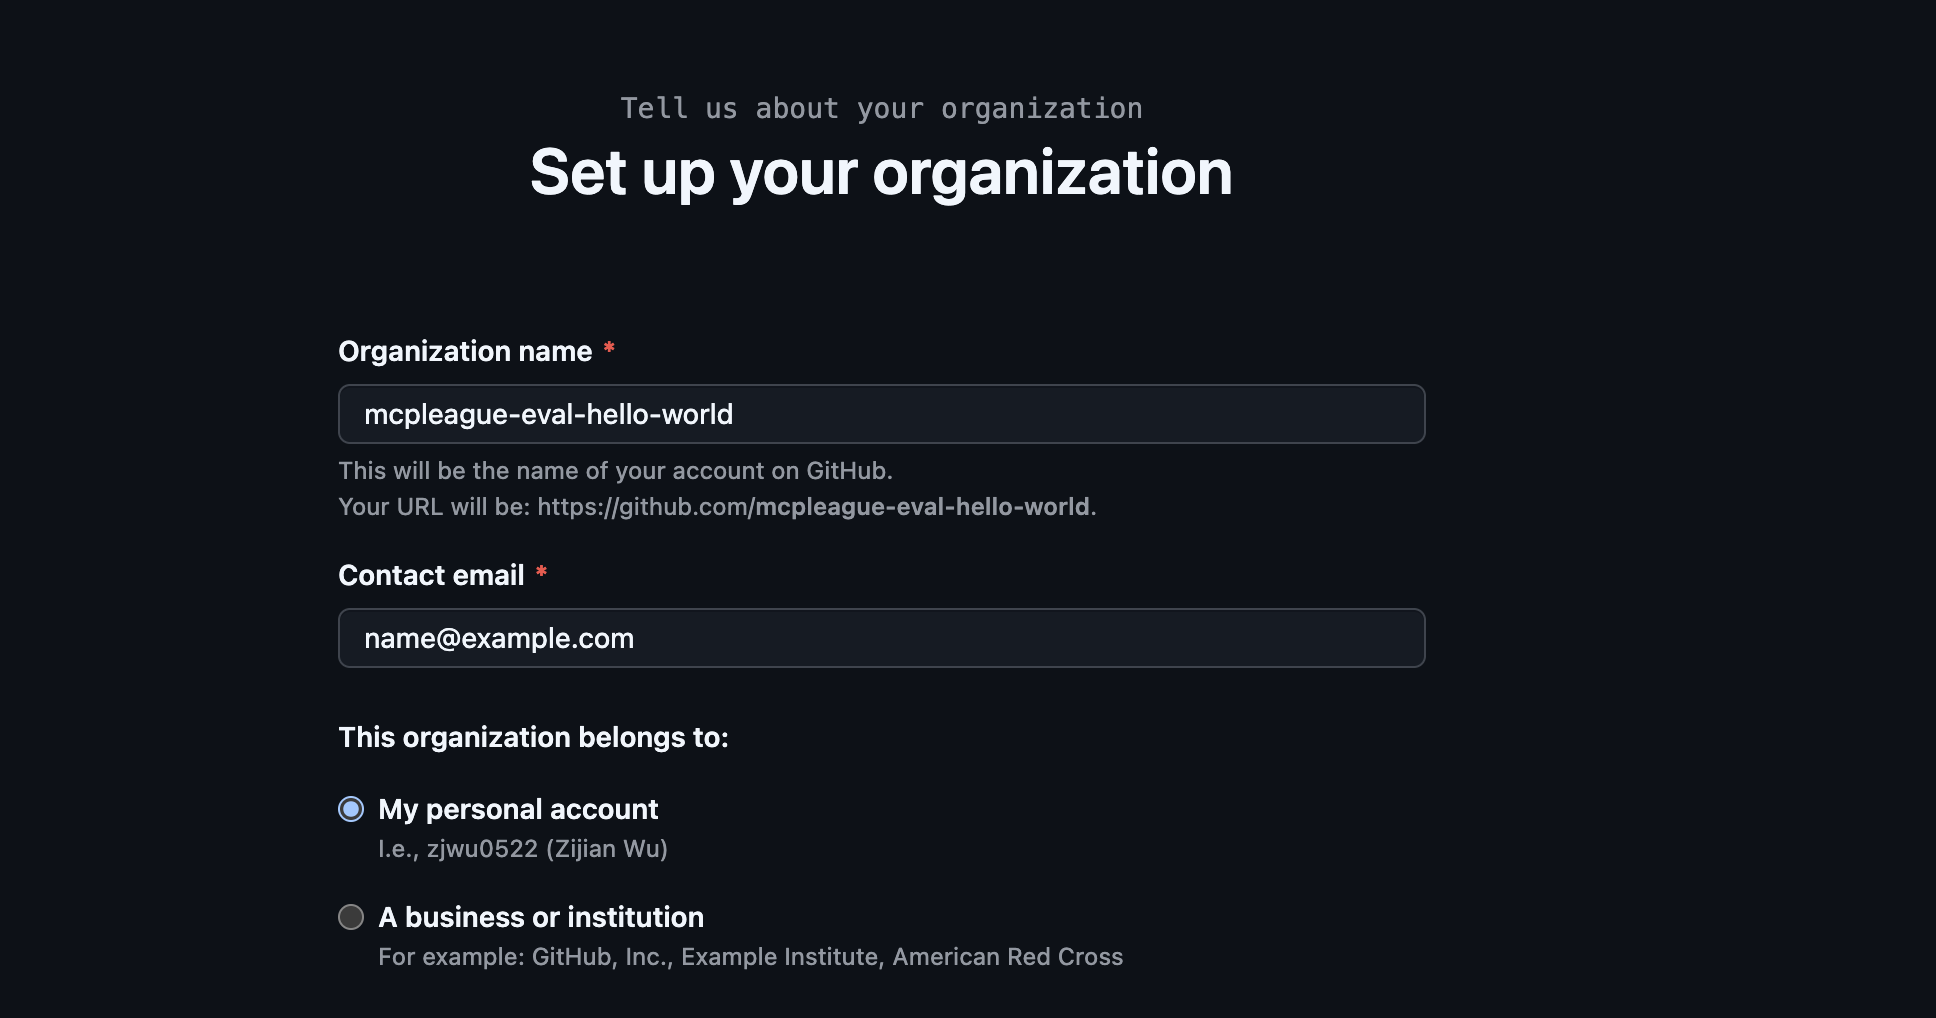 Tell us about your organization
Set up your organization
Organization name *
mcpleague-eval-hello-world
This will be the name of your account on GitHub.
Your URL will be: https://github.com/mcpleague-eval-hello-world.
Contact email *
name@example.com
This organization belongs to:
My personal account
I.e., zjwu0522 (Zijian Wu)
A business or institution
For example: GitHub, Inc., Example Institute, American Red Cross